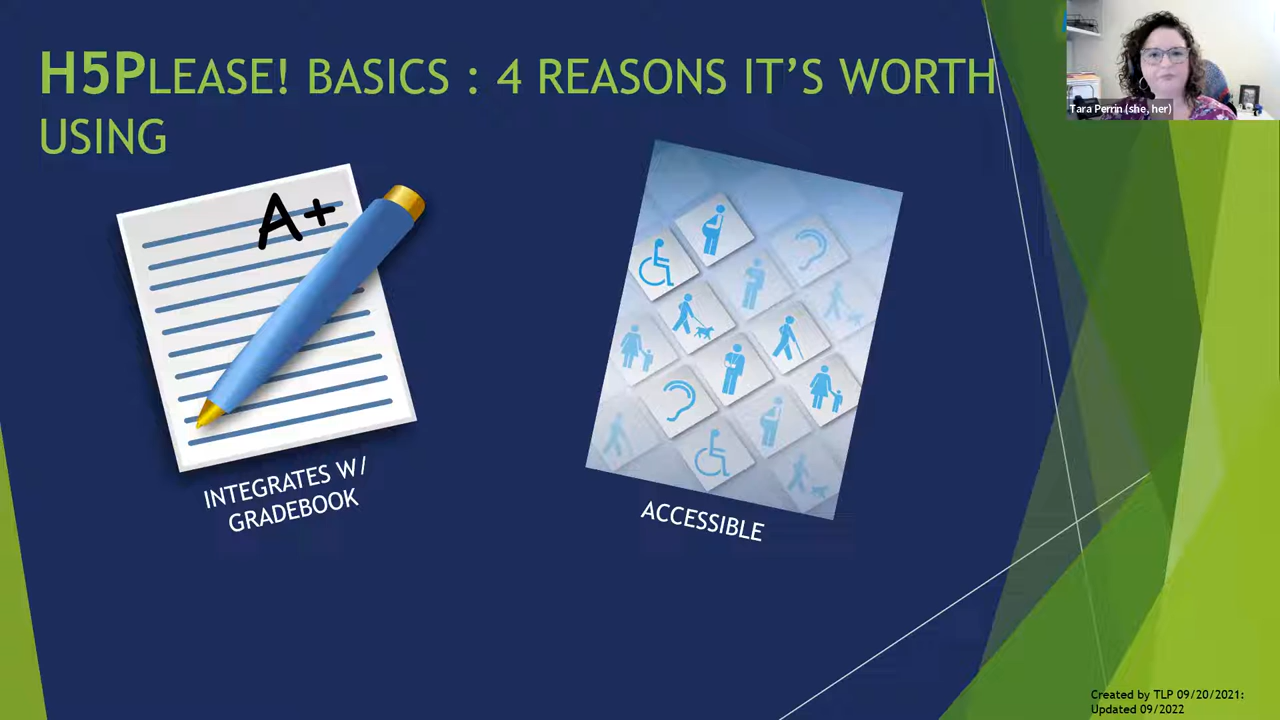 H5PLEASE! BASICS : 4 REASONS IT’S WORTH
USING
Tara Perrin (she, her)
A+
INTEGRATES W/
GRADEBOOK
ACCESSIBLE
Created by TLP 09/20/2021:
Updated 09/2022